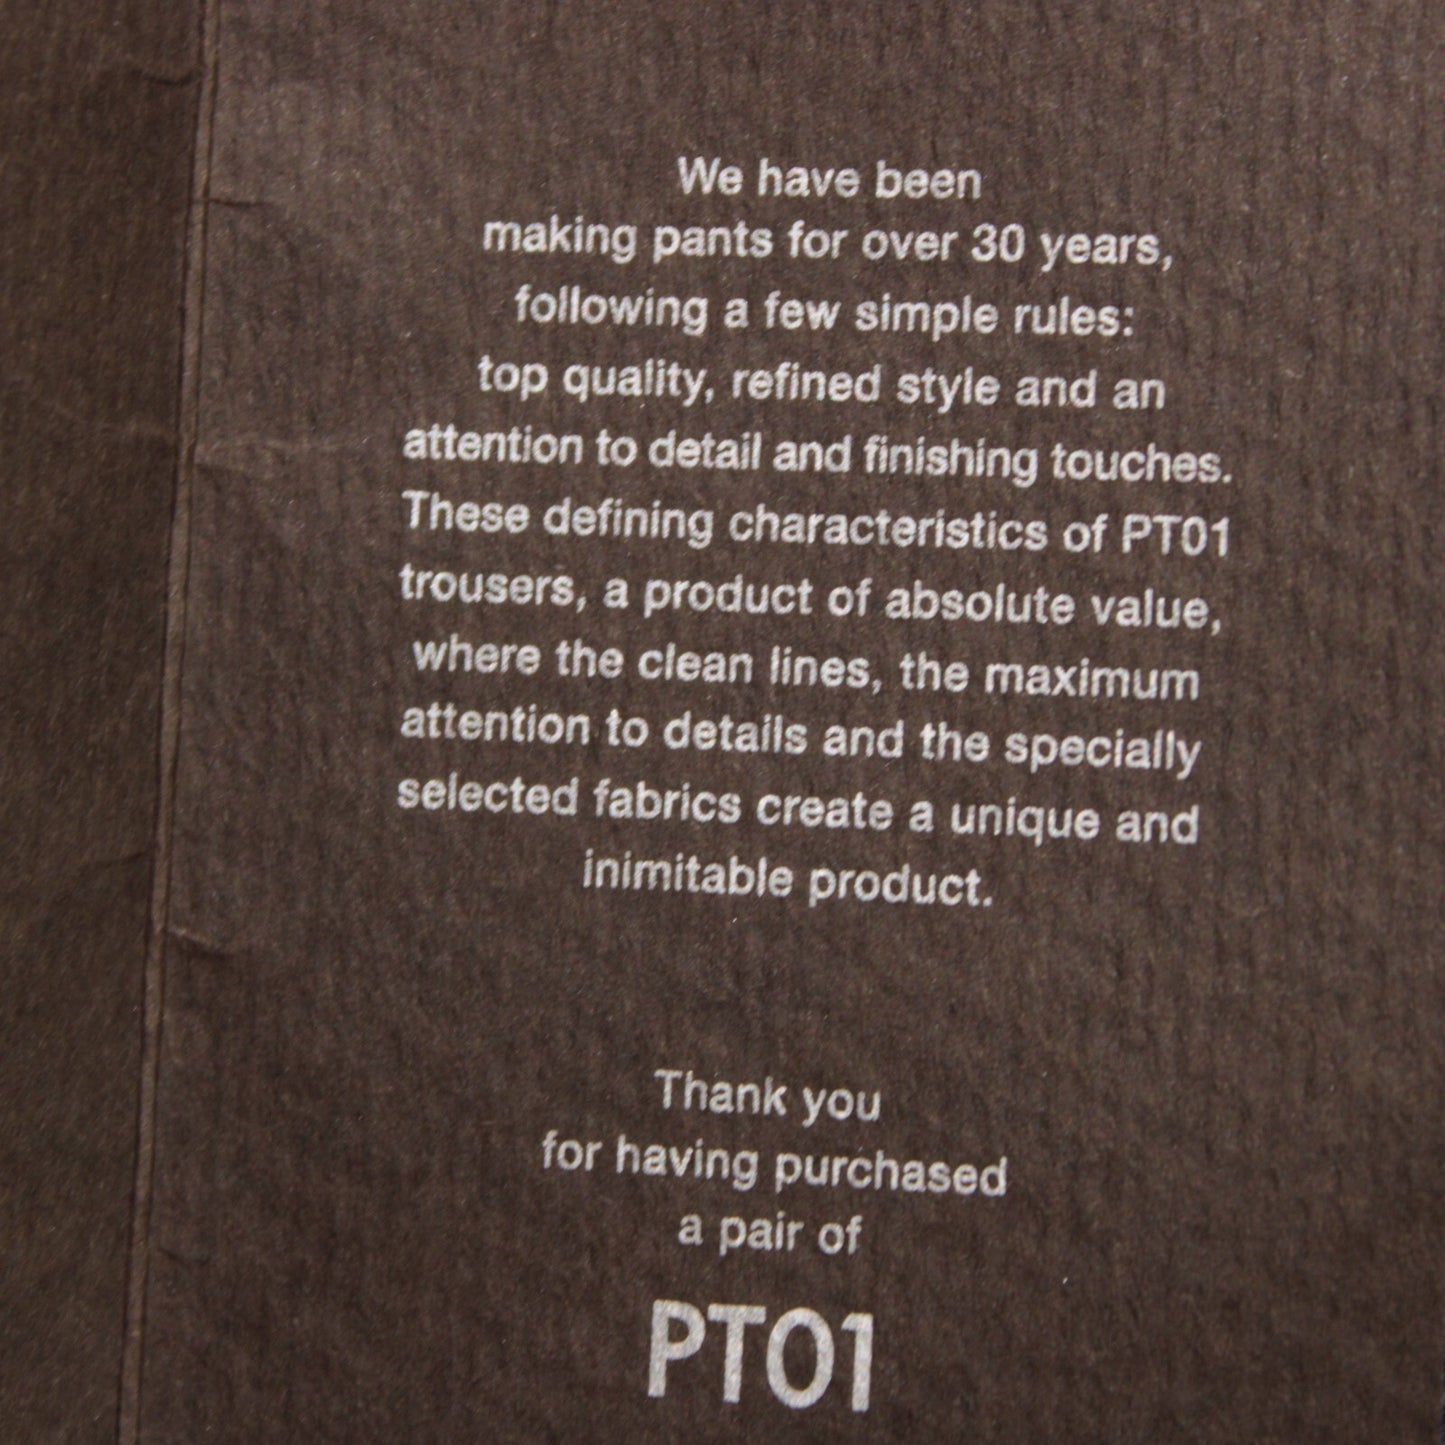 We have been
making pants for over 30 years,
following a few simple rules:
top quality, refined style and an
attention to detail and finishing touches.
These defining characteristics of PT01
trousers, a product of absolute value,
where the clean lines, the maximum
attention to details and the specially
selected fabrics create a unique and
inimitable product.
Thank you
for having purchased
a pair of
PT01